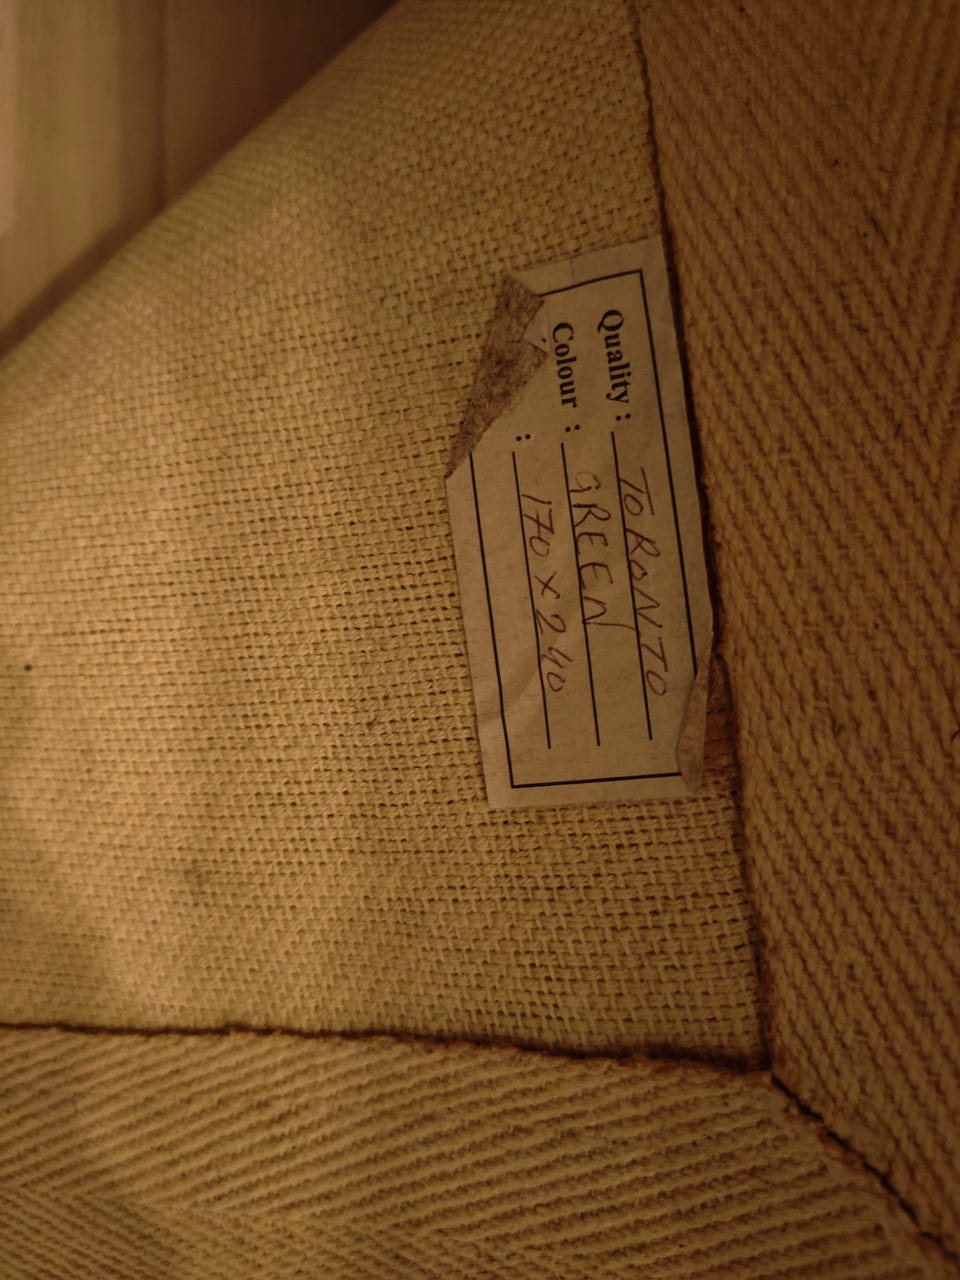 Quality : TORONTO
Colour : GREEN
: 170 x 240